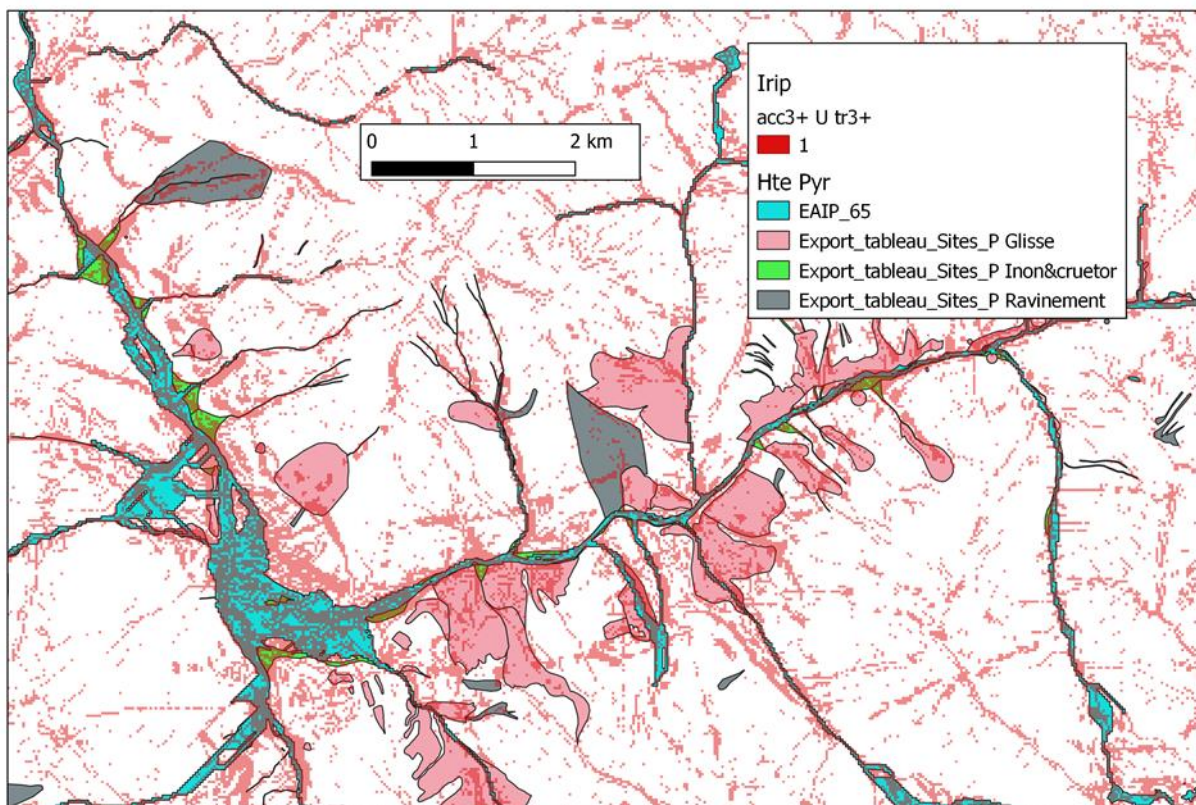 Irip
acc3+ U tr3+
1
Hte Pyr
EAIP_65
Export_tableau_Sites_P Glisse
Export_tableau_Sites_P Inon&cruetor
Export_tableau_Sites_P Ravinement
0 1 2 km